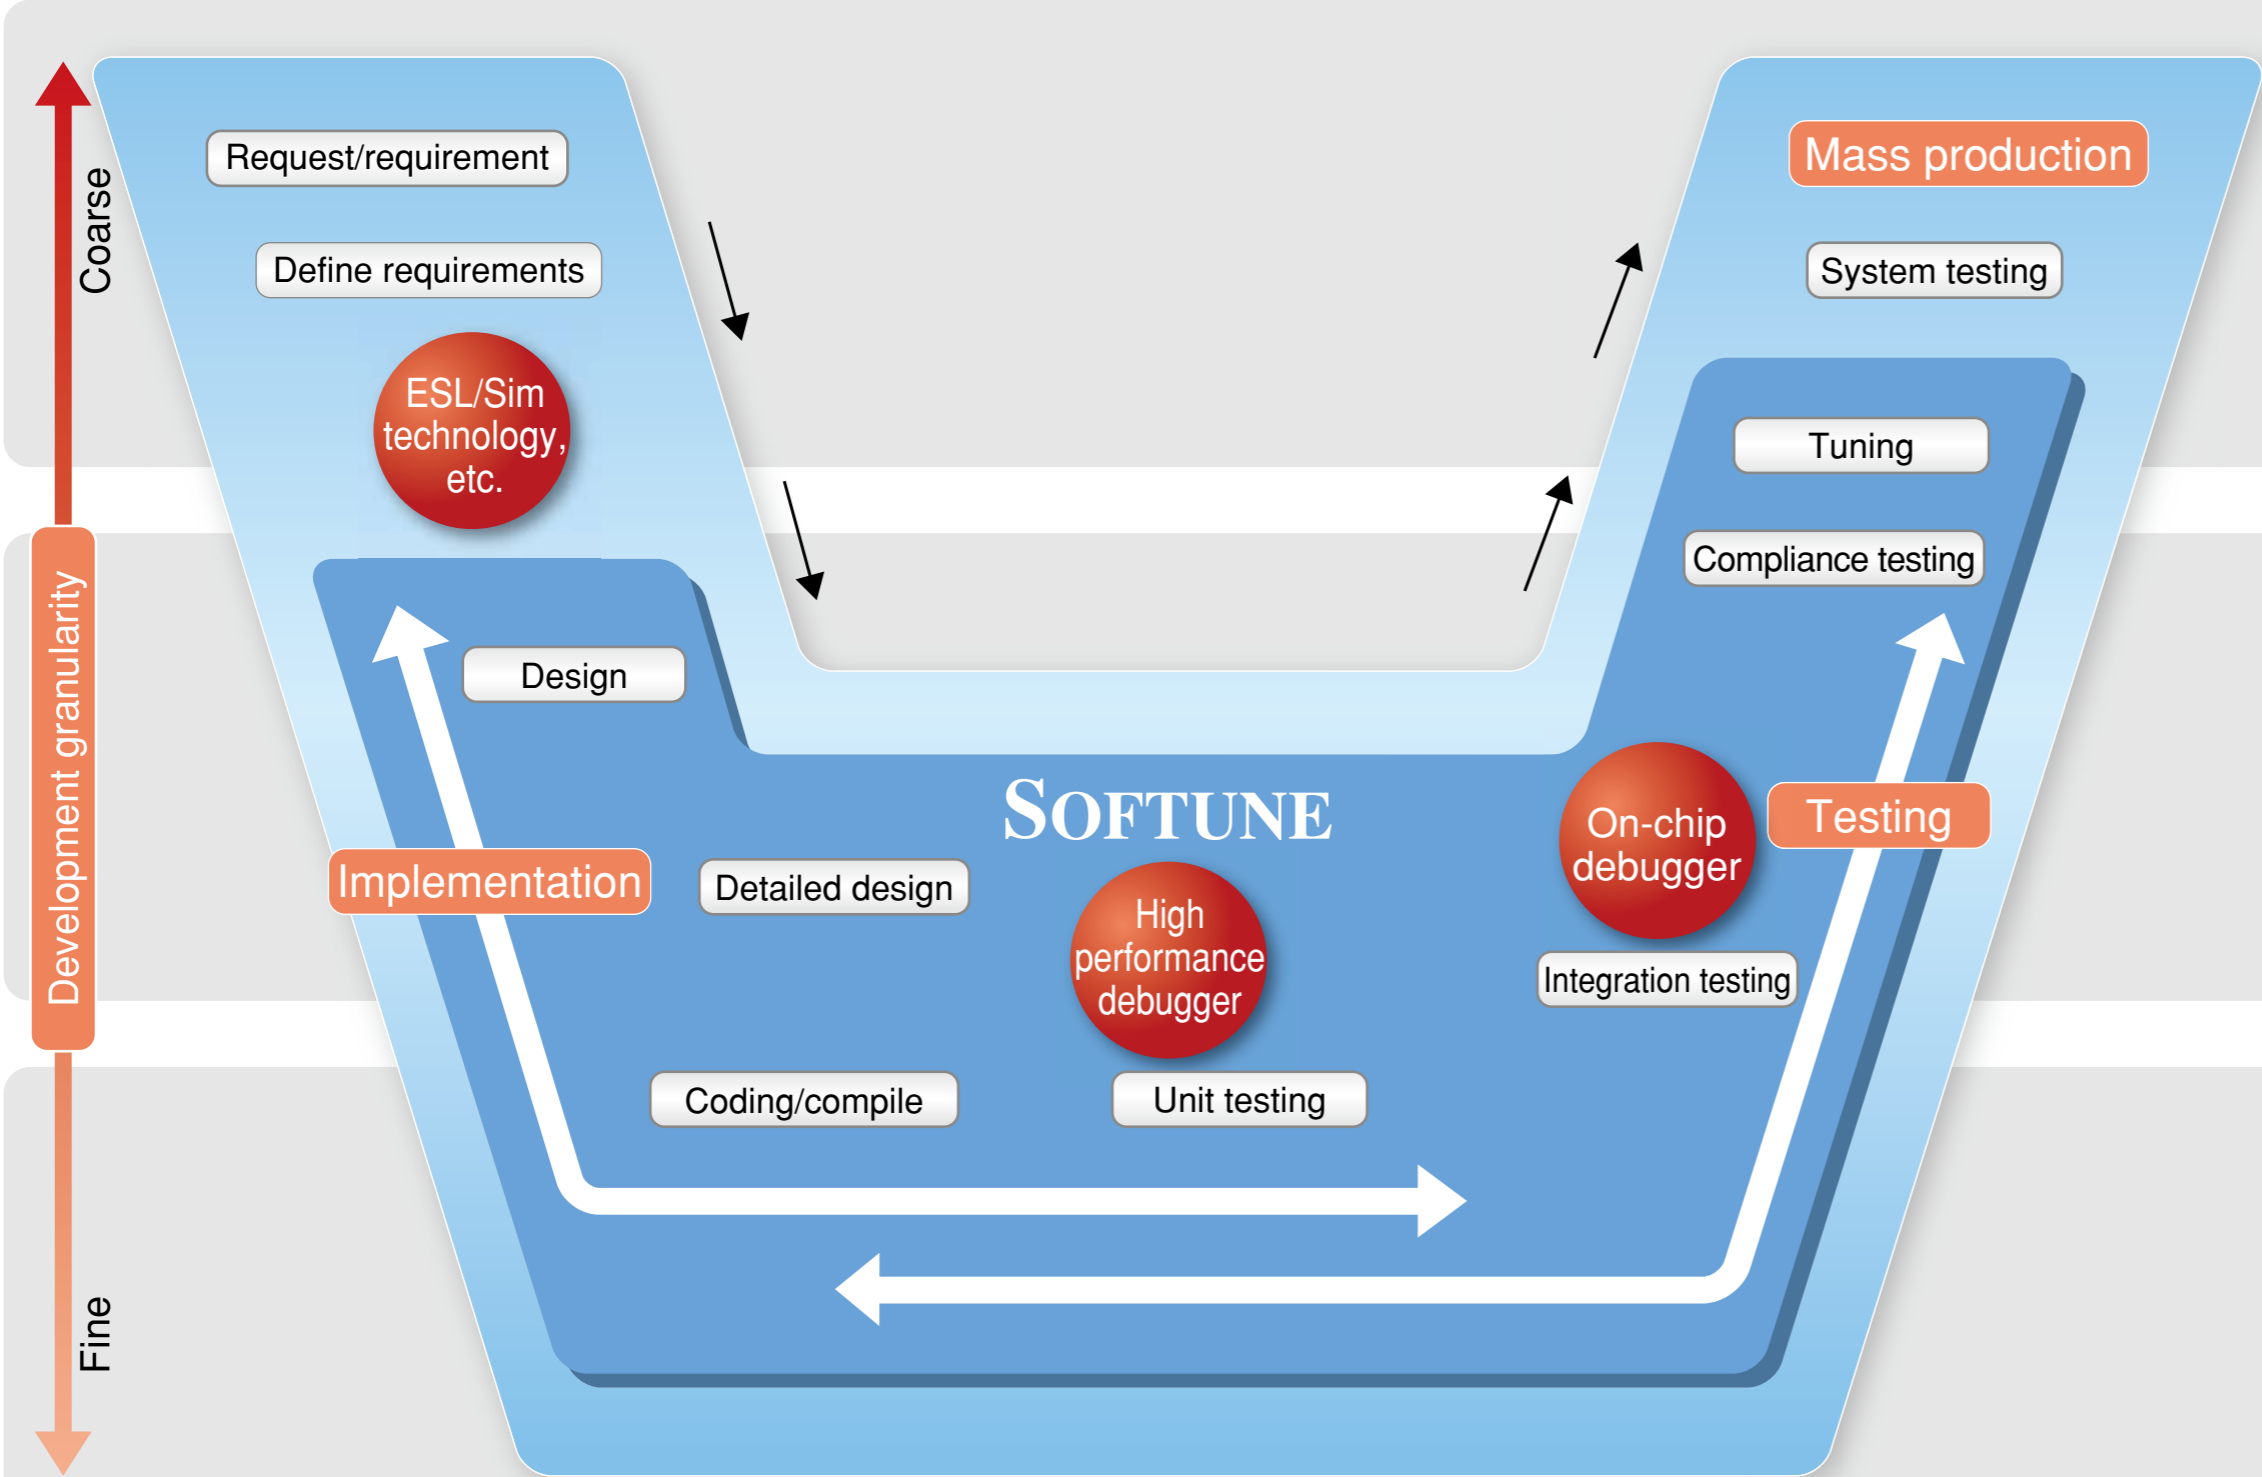 Coarse
Development granularity
Fine
Request/requirement
Define requirements
ESL/Sim
technology,
etc.
Design
Implementation
Detailed design
Coding/compile
SOFTUNE
High
performance
debugger
Unit testing
Mass production
System testing
Tuning
Compliance testing
On-chip
debugger
Testing
Integration testing